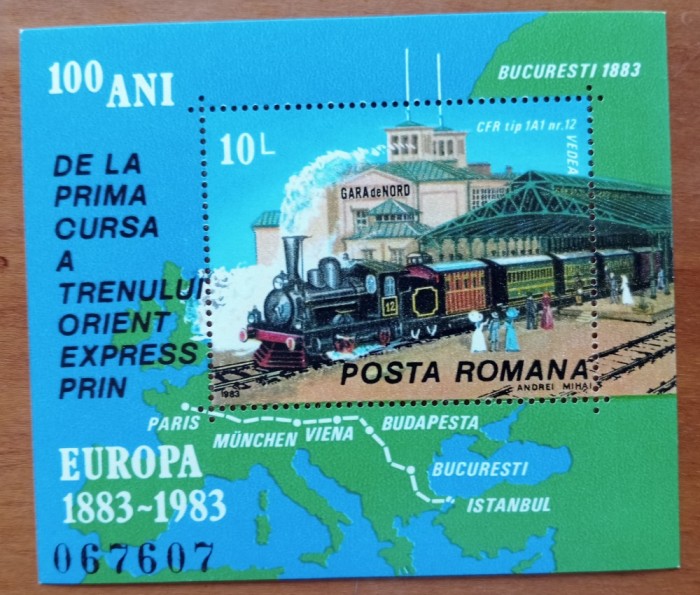 100 ANI
BUCURESTI 1883
DE LA
PRIMA
CURSA
A
TRENULUI
ORIENT
EXPRESS
PRIN
EUROPA
1883~1983
067607
10L
CFR tip 1A1 nr.12
VEDEA
GARA de NORD
12
POSTA ROMANA
1983
ANDREI MIHAI
PARIS
MÜNCHEN
VIENA
BUDAPESTA
BUCURESTI
ISTANBUL